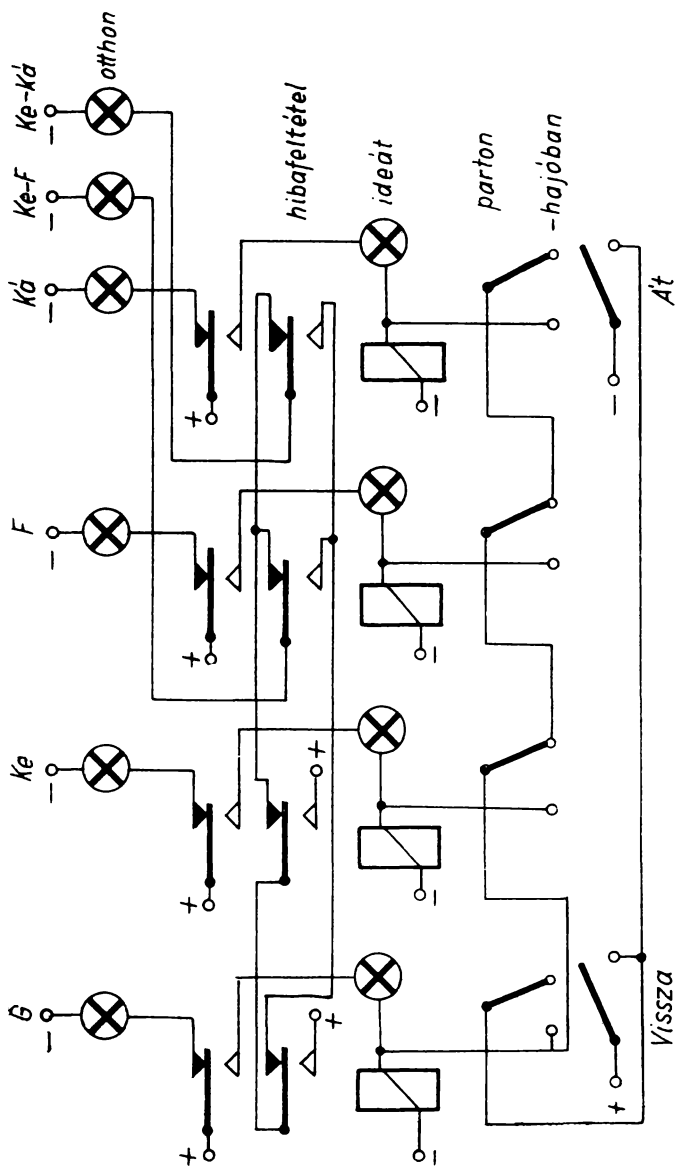 G Ke F Ká Ke-F Ke-Ká
− − − − − −
otthon
+ + + +
hibafeltétel
+ +
ideát
− − − −
parton
-hajóban
+ −
Vissza Át